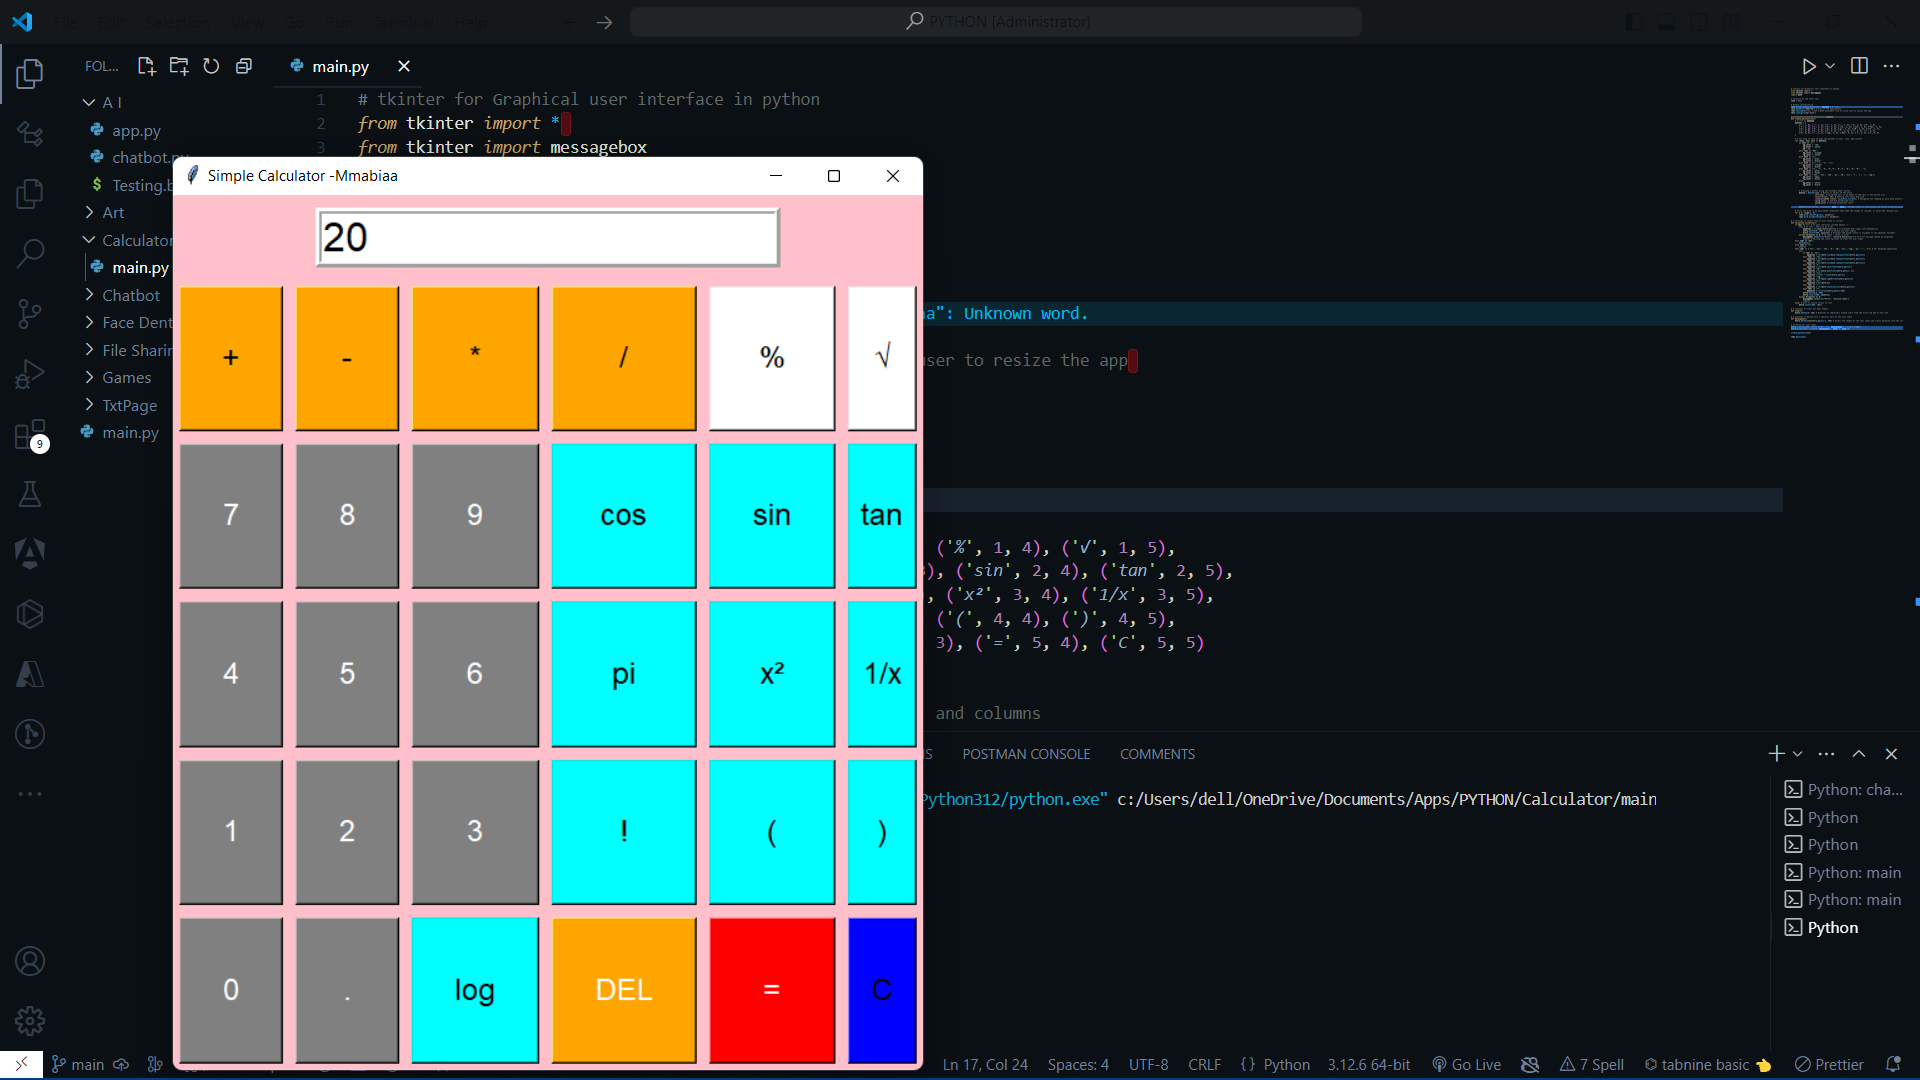 File Edit Selection View Go Run Terminal Help
PYTHON [Administrator]
FOL...
main.py
A I
app.py
chatbot.py
Testing.b
Art
Calculator
main.py
Chatbot
Face Dent
File Sharin
Games
TxtPage
main.py
9
1 # tkinter for Graphical user interface in python
2 from tkinter import *
3 from tkinter import messagebox
Simple Calculator -Mmabiaa
20
+ - * / % √
7 8 9 cos sin tan
4 5 6 pi x² 1/x
1 2 3 ! ( )
0 . log DEL = C
a": Unknown word.
ser to resize the app
('%', 1, 4), ('√', 1, 5),
), ('sin', 2, 4), ('tan', 2, 5),
, ('x²', 3, 4), ('1/x', 3, 5),
('(', 4, 4), (')', 4, 5),
3), ('=', 5, 4), ('C', 5, 5)
and columns
S POSTMAN CONSOLE COMMENTS
Python312/python.exe" c:/Users/dell/OneDrive/Documents/Apps/PYTHON/Calculator/main
Python: cha...
Python
Python
Python: main
Python: main
Python
main
Ln 17, Col 24 Spaces: 4 UTF-8 CRLF {} Python 3.12.6 64-bit Go Live 7 Spell tabnine basic 👈 Prettier